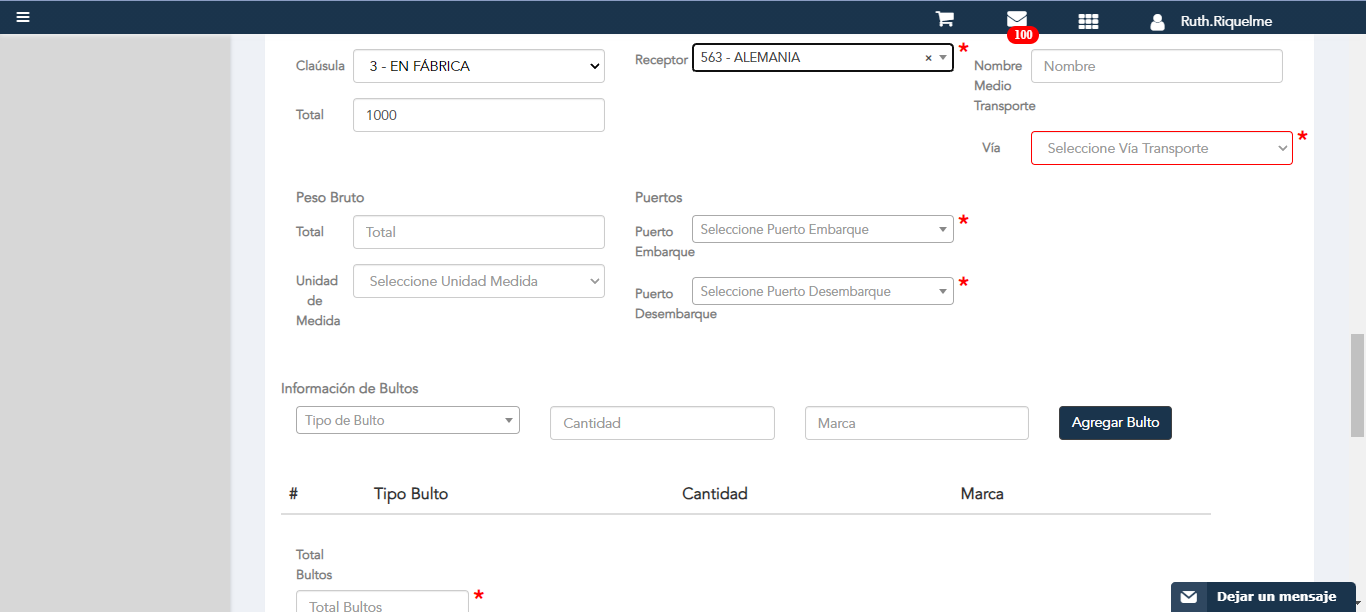 Ruth.Riquelme
100
Claúsula
3 - EN FÁBRICA
Receptor
563 - ALEMANIA
×
*
Nombre
Medio
Transporte
Nombre
Total
1000
Vía
Seleccione Vía Transporte
*
Peso Bruto
Puertos
Total
Total
Puerto
Embarque
Seleccione Puerto Embarque
*
Unidad
de
Medida
Seleccione Unidad Medida
Puerto
Desembarque
Seleccione Puerto Desembarque
*
Información de Bultos
Tipo de Bulto
Cantidad
Marca
Agregar Bulto
# Tipo Bulto Cantidad Marca
Total
Bultos
Total Bultos
*
Dejar un mensaje